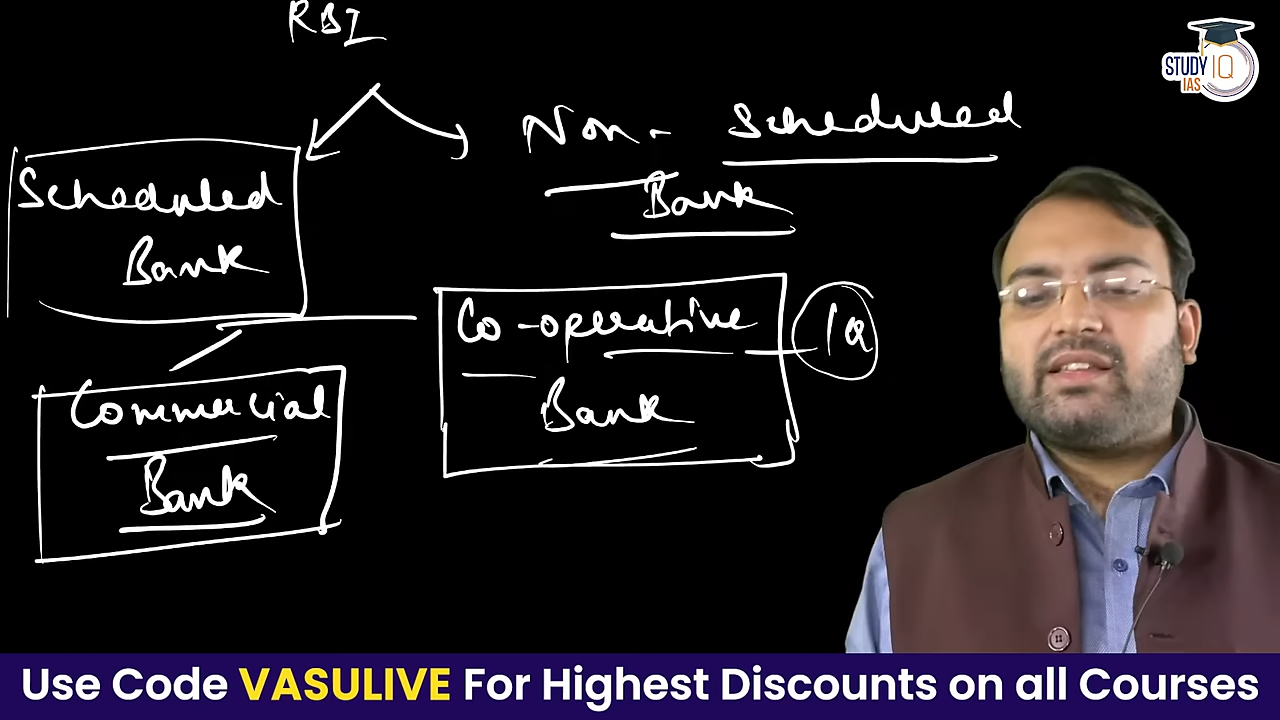 RBI
Non- Scheduled
Bank
Scheduled
Bank
Co-operative
Bank
1Q
Commercial
Bank
STUDY IQ
IAS
Use Code VASULIVE For Highest Discounts on all Courses